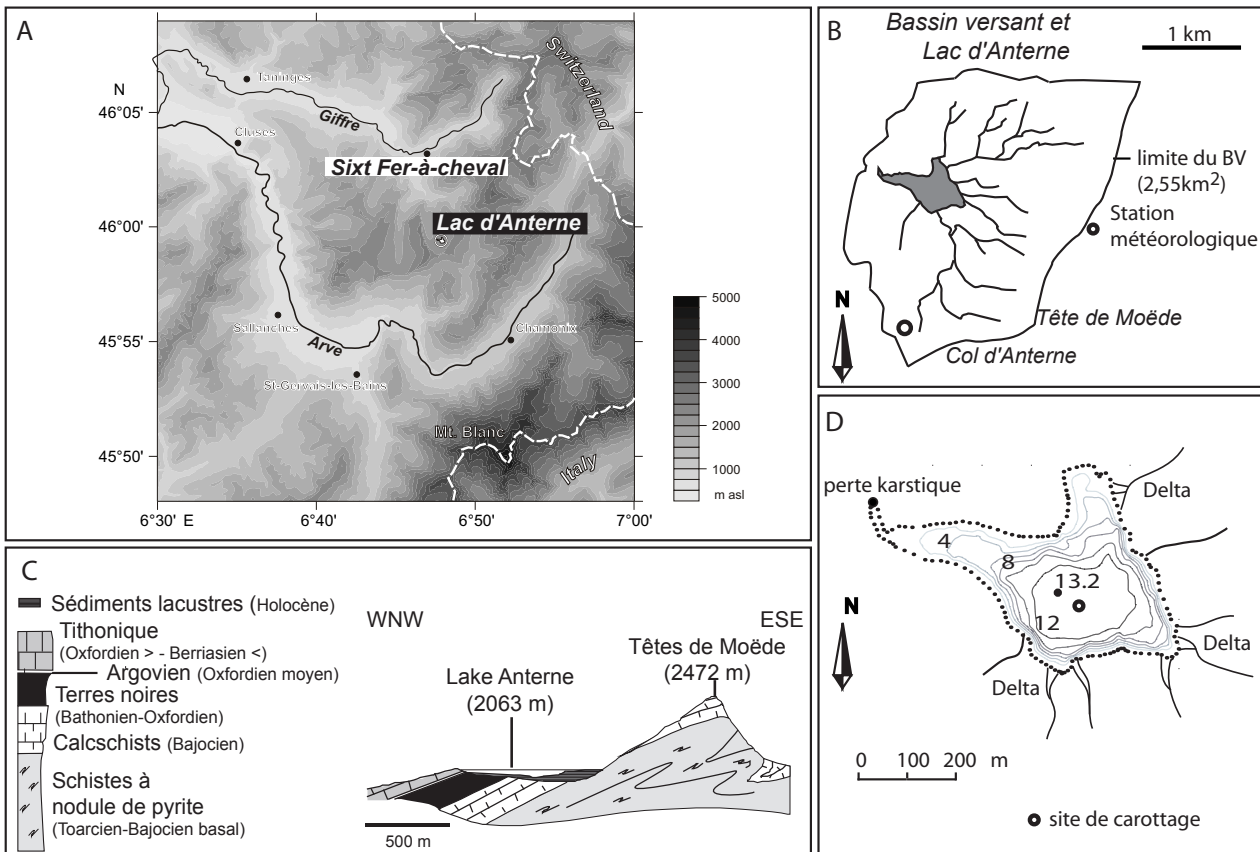 A
N
46°05'
46°00'
45°55'
45°50'
6°30' E
6°40'
6°50'
7°00'
Taninges
Cluses
Giffre
Switzerland
Sixt Fer-à-cheval
Lac d'Anterne
Sallanches
Arve
Chamonix
St-Gervais-les-Bains
Mt. Blanc
Italy
5000
4000
3000
2000
1000
m asl
B
Bassin versant et
Lac d'Anterne
1 km
limite du BV
(2,55km²)
Station
météorologique
N
Tête de Moëde
Col d'Anterne
C
Sédiments lacustres (Holocène)
Tithonique
(Oxfordien > - Berriasien <)
Argovien (Oxfordien moyen)
Terres noires
(Bathonien-Oxfordien)
Calcschists (Bajocien)
Schistes à
nodule de pyrite
(Toarcien-Bajocien basal)
WNW
ESE
Têtes de Moëde
(2472 m)
Lake Anterne
(2063 m)
500 m
D
perte karstique
Delta
4
8
13.2
12
N
Delta
Delta
0 100 200 m
site de carottage